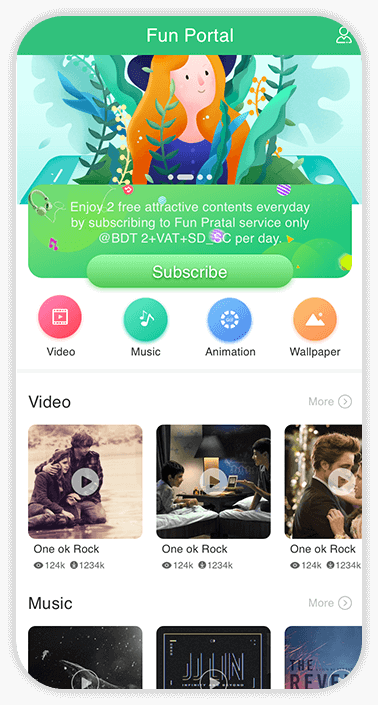 Fun Portal
Enjoy 2 free attractive contents everyday
by subscribing to Fun Pratal service only
@BDT 2+VAT+SD_SC per day.
Subscribe
Video
Music
Animation
Wallpaper
Video
More
One ok Rock
One ok Rock
One ok Rock
124k
1234k
124k
1234k
124k
1234k
Music
More
JJ LIN
THE